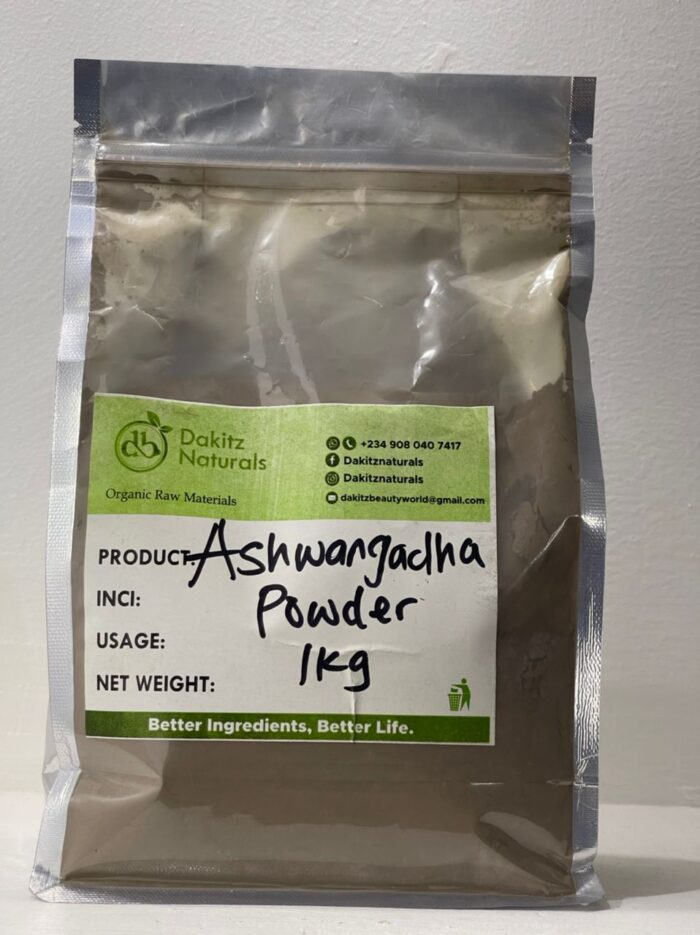 Dakitz
Naturals
Organic Raw Materials
+234 908 040 7417
Dakitznaturals
Dakitznaturals
dakitzbeautyworld@gmail.com
PRODUCT: Ashwangadha
INCI: Powder
USAGE: 1kg
NET WEIGHT:
Better Ingredients, Better Life.